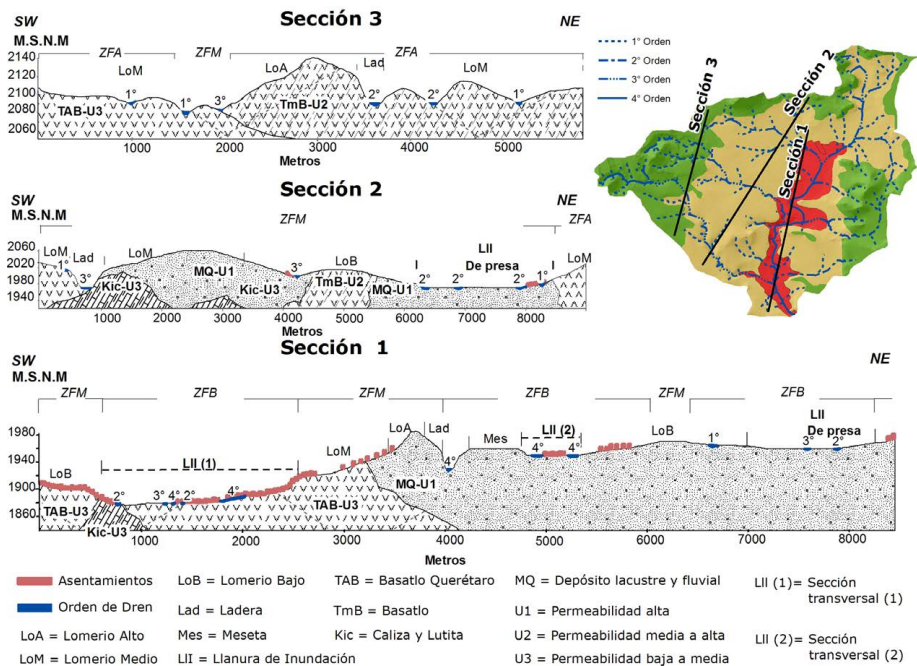 Sección 3
SW
NE
M.S.N.M
ZFA ZFM ZFA
LoM LoA Lad LoM
2140
2120
2100
2080
2060
1° 1° 3° 2° 2° 1°
TAB-U3 TmB-U2
1000 2000 3000 4000 5000
Metros
1° Orden
2° Orden
3° Orden
4° Orden
Sección 3
Sección 2
Sección 1
Sección 2
SW
NE
M.S.N.M
ZFM ZFA
2060
2020
1980
1940
LoM Lad LoM LoB LII LoM
De presa
1° 3° 3° 2° 2° 2° 1°
Kic-U3 MQ-U1 Kic-U3 TmB-U2 MQ-U1
1000 2000 3000 4000 5000 6000 7000 8000
Metros
Sección 1
SW
NE
M.S.N.M
ZFM ZFB ZFM ZFB ZFM ZFB
1980
1940
1900
1860
LoB LII (1) LoM LoA Lad Mes LII (2) LoB LII
De presa
2° 3° 4° 2° 4° 4° 4° 4° 1° 3° 2°
TAB-U3 Kic-U3 TAB-U3 MQ-U1
1000 2000 3000 4000 5000 6000 7000 8000
Metros
Asentamientos
Orden de Dren
LoA = Lomerio Alto
LoM = Lomerio Medio
LoB = Lomerio Bajo
Lad = Ladera
Mes = Meseta
LII = Llanura de Inundación
TAB = Basatlo Querétaro
TmB = Basatlo
Kic = Caliza y Lutita
MQ = Depósito lacustre y fluvial
U1 = Permeabilidad alta
U2 = Permeabilidad media a alta
U3 = Permeabilidad baja a media
LII (1)= Sección
transversal (1)
LII (2)= Sección
transversal (2)